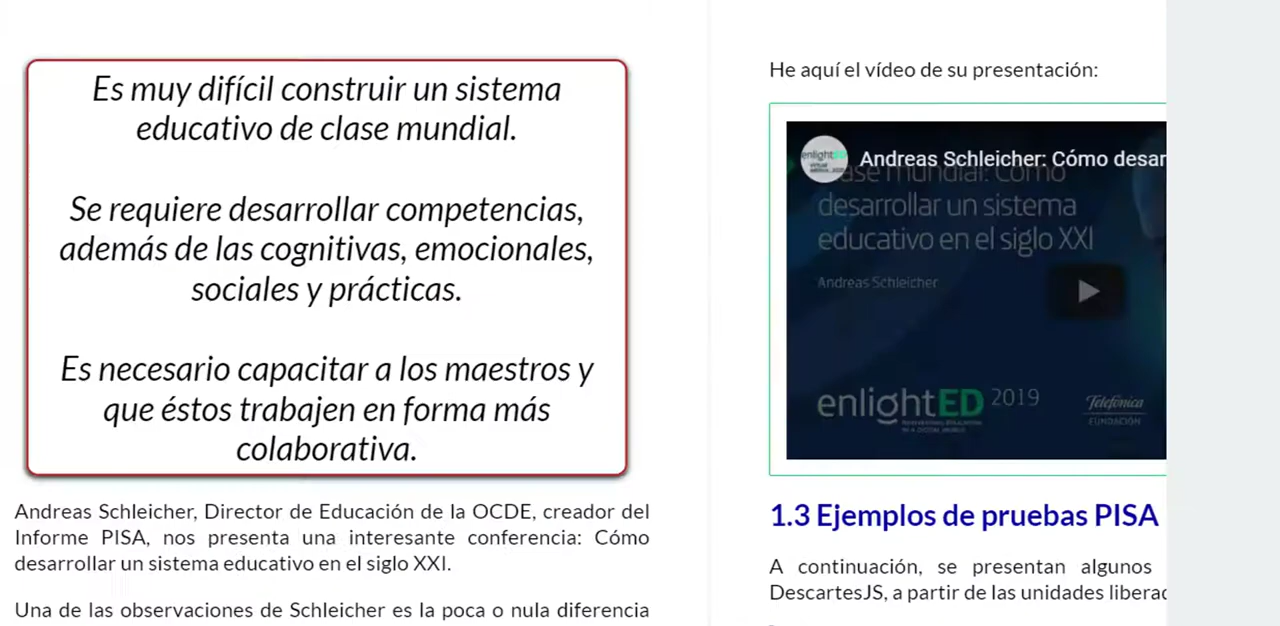 Es muy difícil construir un sistema
educativo de clase mundial.
Se requiere desarrollar competencias,
además de las cognitivas, emocionales,
sociales y prácticas.
Es necesario capacitar a los maestros y
que éstos trabajen en forma más
colaborativa.
Andreas Schleicher, Director de Educación de la OCDE, creador del
Informe PISA, nos presenta una interesante conferencia: Cómo
desarrollar un sistema educativo en el siglo XXI.
Una de las observaciones de Schleicher es la poca o nula diferencia
He aquí el vídeo de su presentación:
enlightED
Andreas Schleicher: Cómo desar
clase mundial: Cómo
desarrollar un sistema
educativo en el siglo XXI
Andreas Schleicher
enlightED 2019
Telefónica
FUNDACIÓN
1.3 Ejemplos de pruebas PISA
A continuación, se presentan algunos
DescartesJS, a partir de las unidades liberad